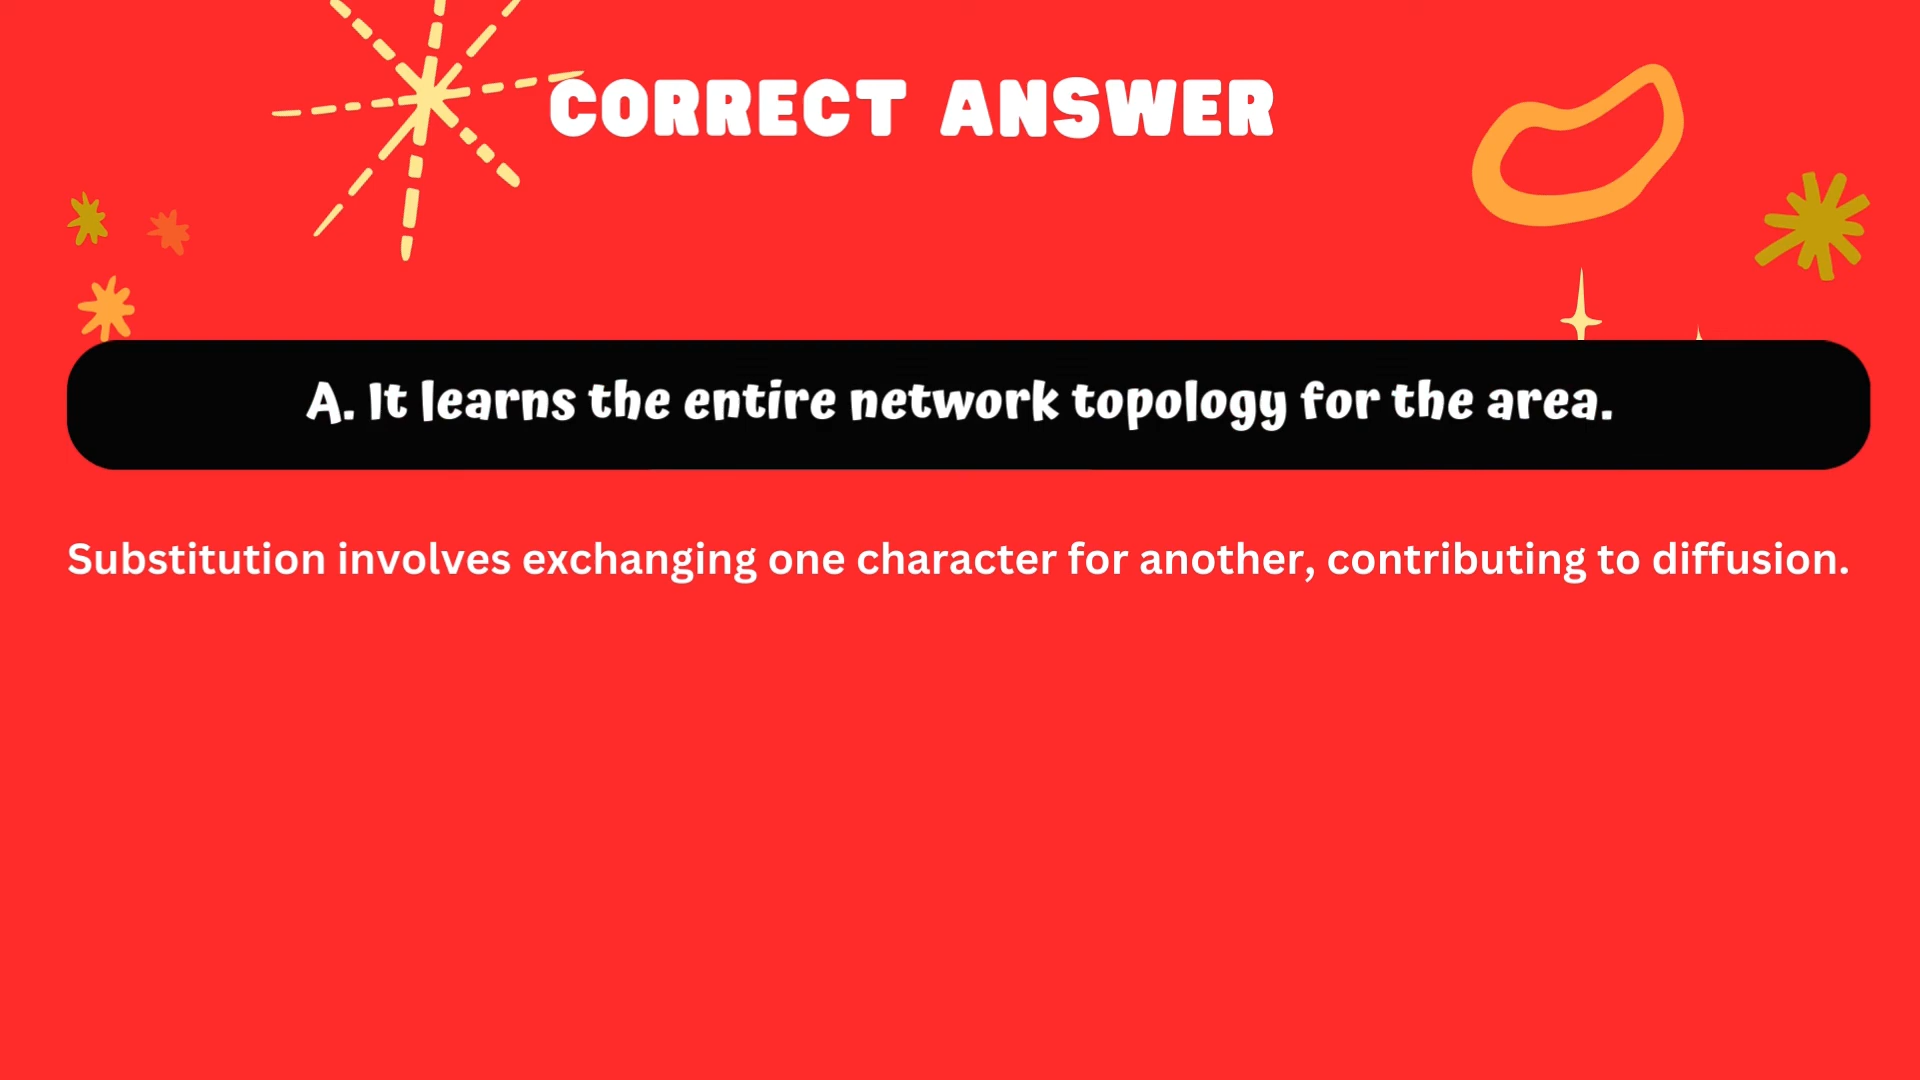 CORRECT ANSWER
A. It learns the entire network topology for the area.
Substitution involves exchanging one character for another, contributing to diffusion.